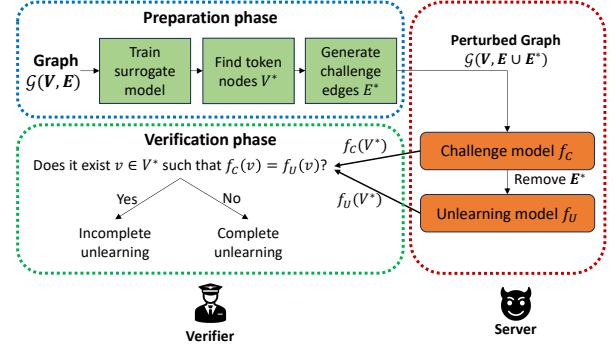 Preparation phase
Graph
𝒢(V, E)
Train
surrogate
model
Find token
nodes V*
Generate
challenge
edges E*
Perturbed Graph
𝒢(V, E ∪ E*)
Verification phase
Does it exist v ∈ V* such that f_C(v) = f_U(v)?
f_C(V*)
f_U(V*)
Challenge model f_C
Remove E*
Unlearning model f_U
Yes
No
Incomplete
unlearning
Complete
unlearning
Verifier
Server